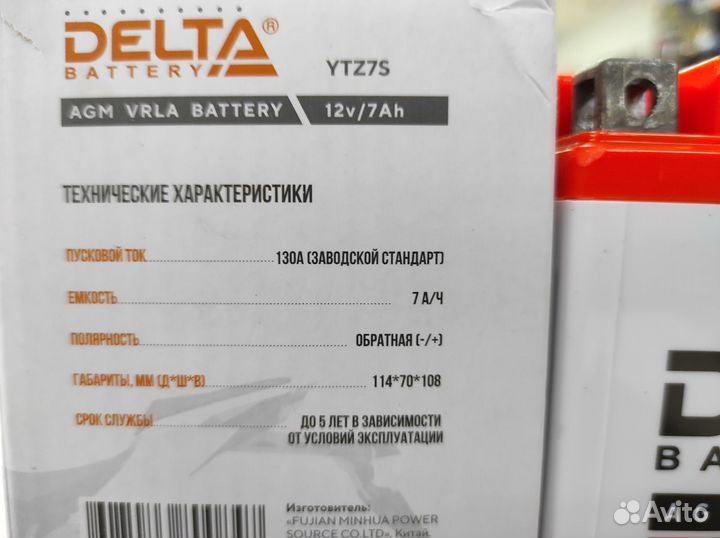 DELTA®
BATTERY
YTZ7S
AGM VRLA BATTERY / 12v/7Ah
ТЕХНИЧЕСКИЕ ХАРАКТЕРИСТИКИ
ПУСКОВОЙ ТОК 130А (ЗАВОДСКОЙ СТАНДАРТ)
ЕМКОСТЬ 7 А/Ч
ПОЛЯРНОСТЬ ОБРАТНАЯ (-/+)
ГАБАРИТЫ, ММ (Д*Ш*В) 114*70*108
СРОК СЛУЖБЫ ДО 5 ЛЕТ В ЗАВИСИМОСТИ
ОТ УСЛОВИЙ ЭКСПЛУАТАЦИИ
Изготовитель:
«FUJIAN MINHUA POWER
SOURCE CO.LTD», Китай.
D
BA
Avito